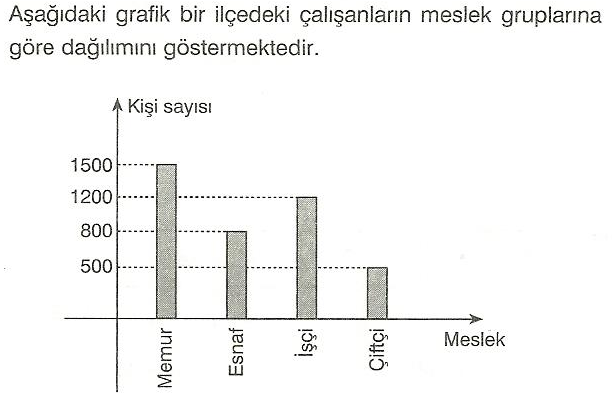 Aşağıdaki grafik bir ilçedeki çalışanların meslek gruplarına
göre dağılımını göstermektedir.
Kişi sayısı
1500
1200
800
500
Memur
Esnaf
İşçi
Çiftçi
Meslek